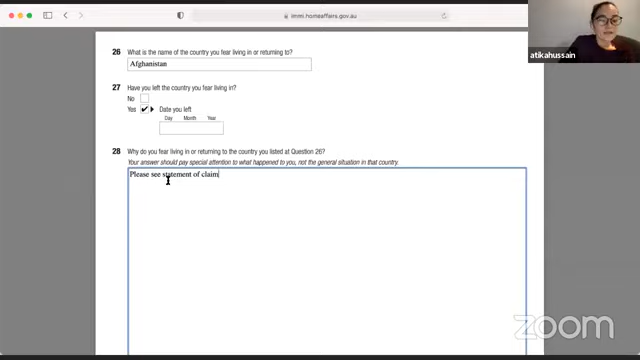 immi.homeaffairs.gov.au
atikahussain
26 What is the name of the country you fear living in or returning to?
Afghanistan
27 Have you left the country you fear living in?
No
Yes Date you left
Day Month Year
28 Why do you fear living in or returning to the country you listed at Question 26?
Your answer should pay special attention to what happened to you, not the general situation in that country.
Please see statement of claim
zoom